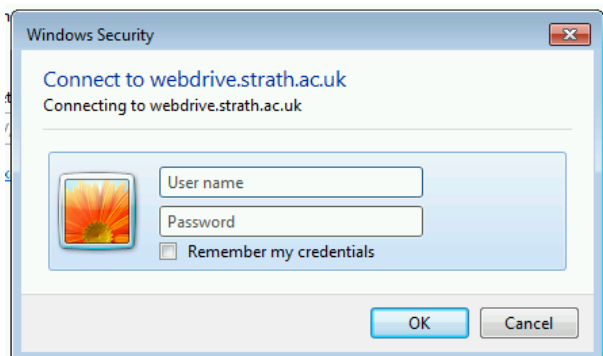 Windows Security
Connect to webdrive.strath.ac.uk
Connecting to webdrive.strath.ac.uk
User name
Password
Remember my credentials
OK
Cancel